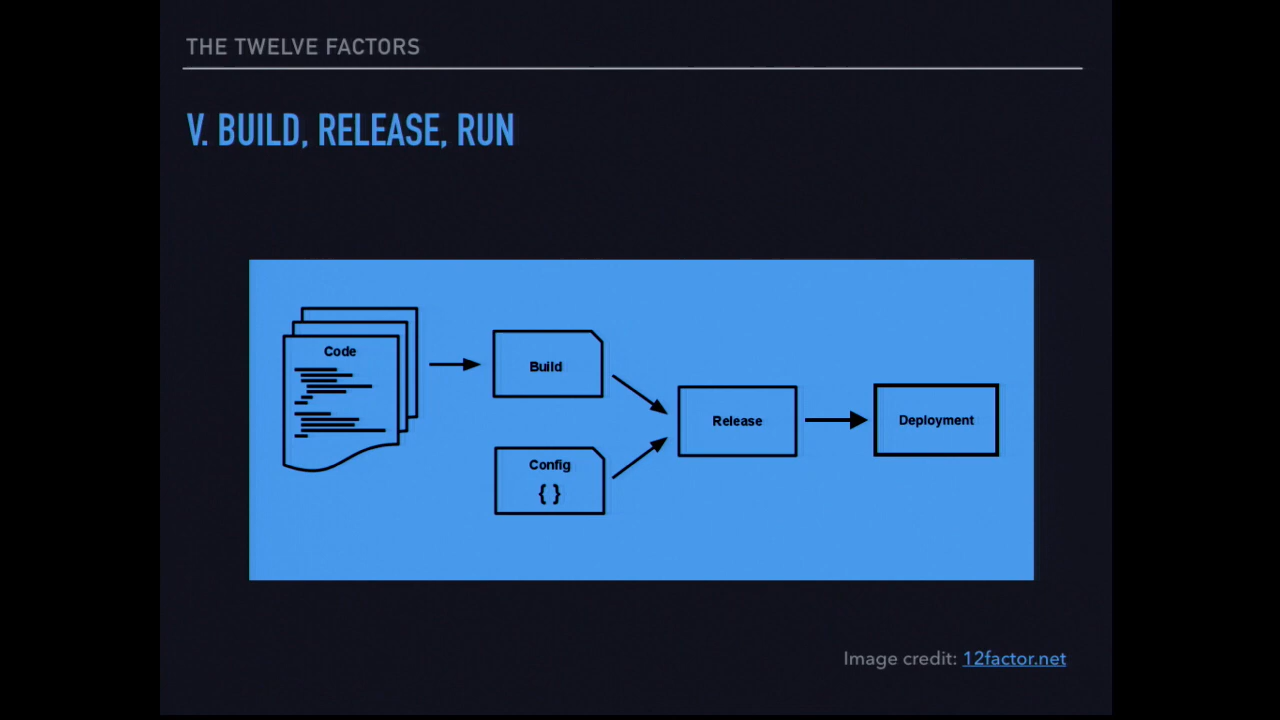 THE TWELVE FACTORS
V. BUILD, RELEASE, RUN
Code
Build
Config
{ }
Release
Deployment
Image credit: 12factor.net